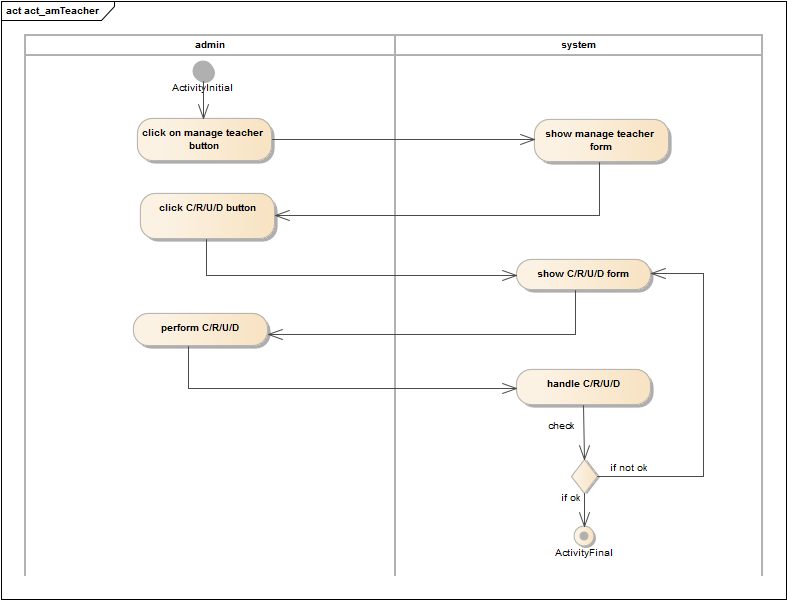 act act_amTeacher
admin
system
ActivityInitial
click on manage teacher
button
show manage teacher
form
click C/R/U/D button
show C/R/U/D form
perform C/R/U/D
handle C/R/U/D
check
if not ok
if ok
ActivityFinal